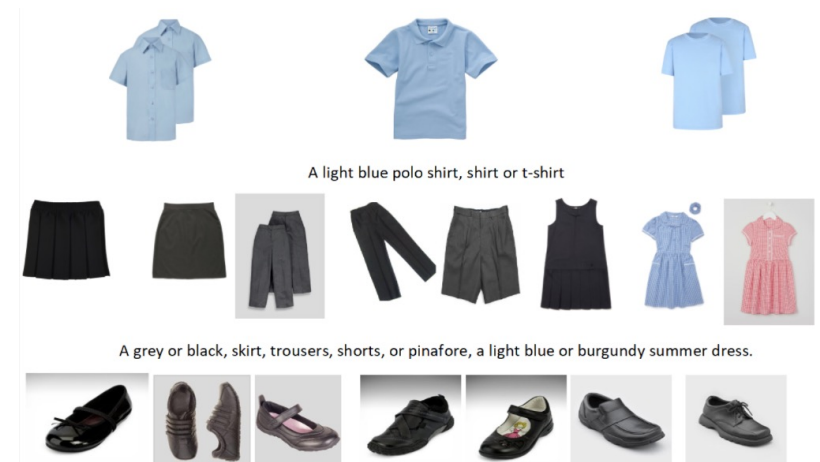 A light blue polo shirt, shirt or t-shirt
A grey or black, skirt, trousers, shorts, or pinafore, a light blue or burgundy summer dress.